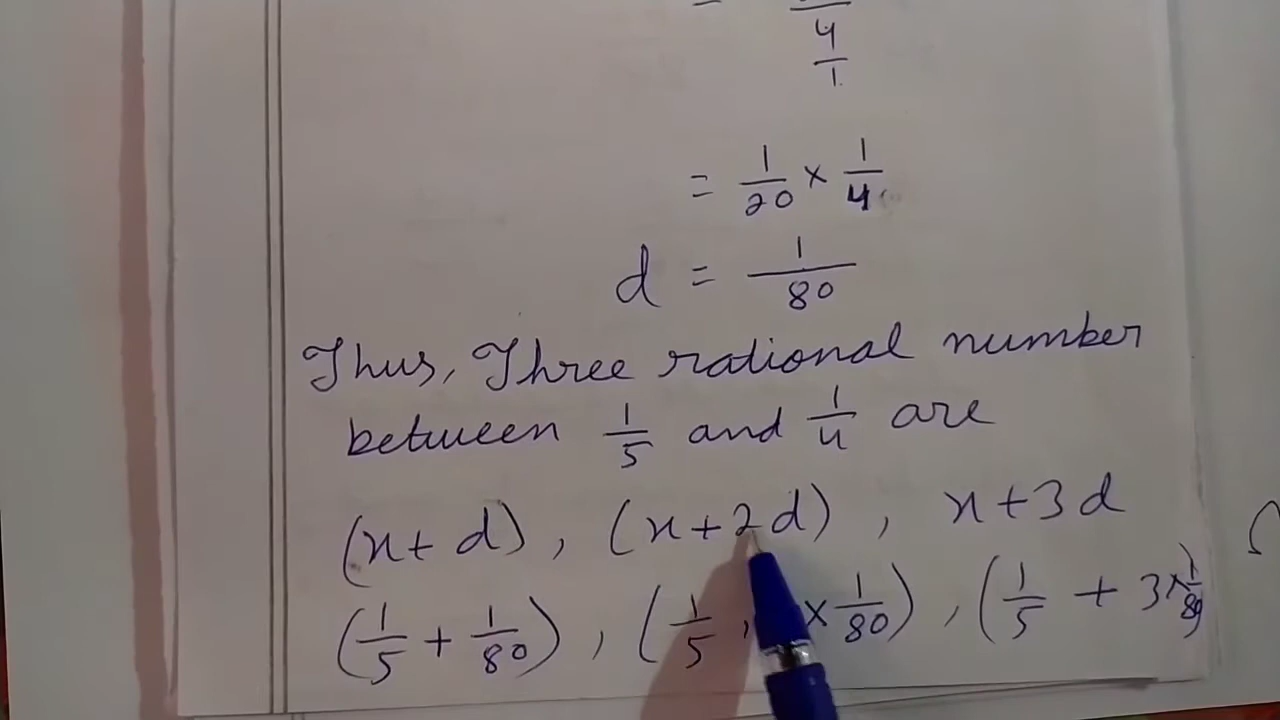 =
4
1
= 1/20 × 1/4
d = 1/80
Thus, Three rational number
between 1/5 and 1/4 are
(x + d), (x + 2d), x + 3d
(1/5 + 1/80), (1/5 × 1/80), (1/5 + 3×1/80)